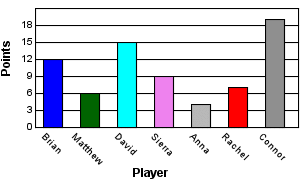 Points
18
15
12
9
6
3
0
Brian
Matthew
David
Sierra
Anna
Rachel
Connor
Player